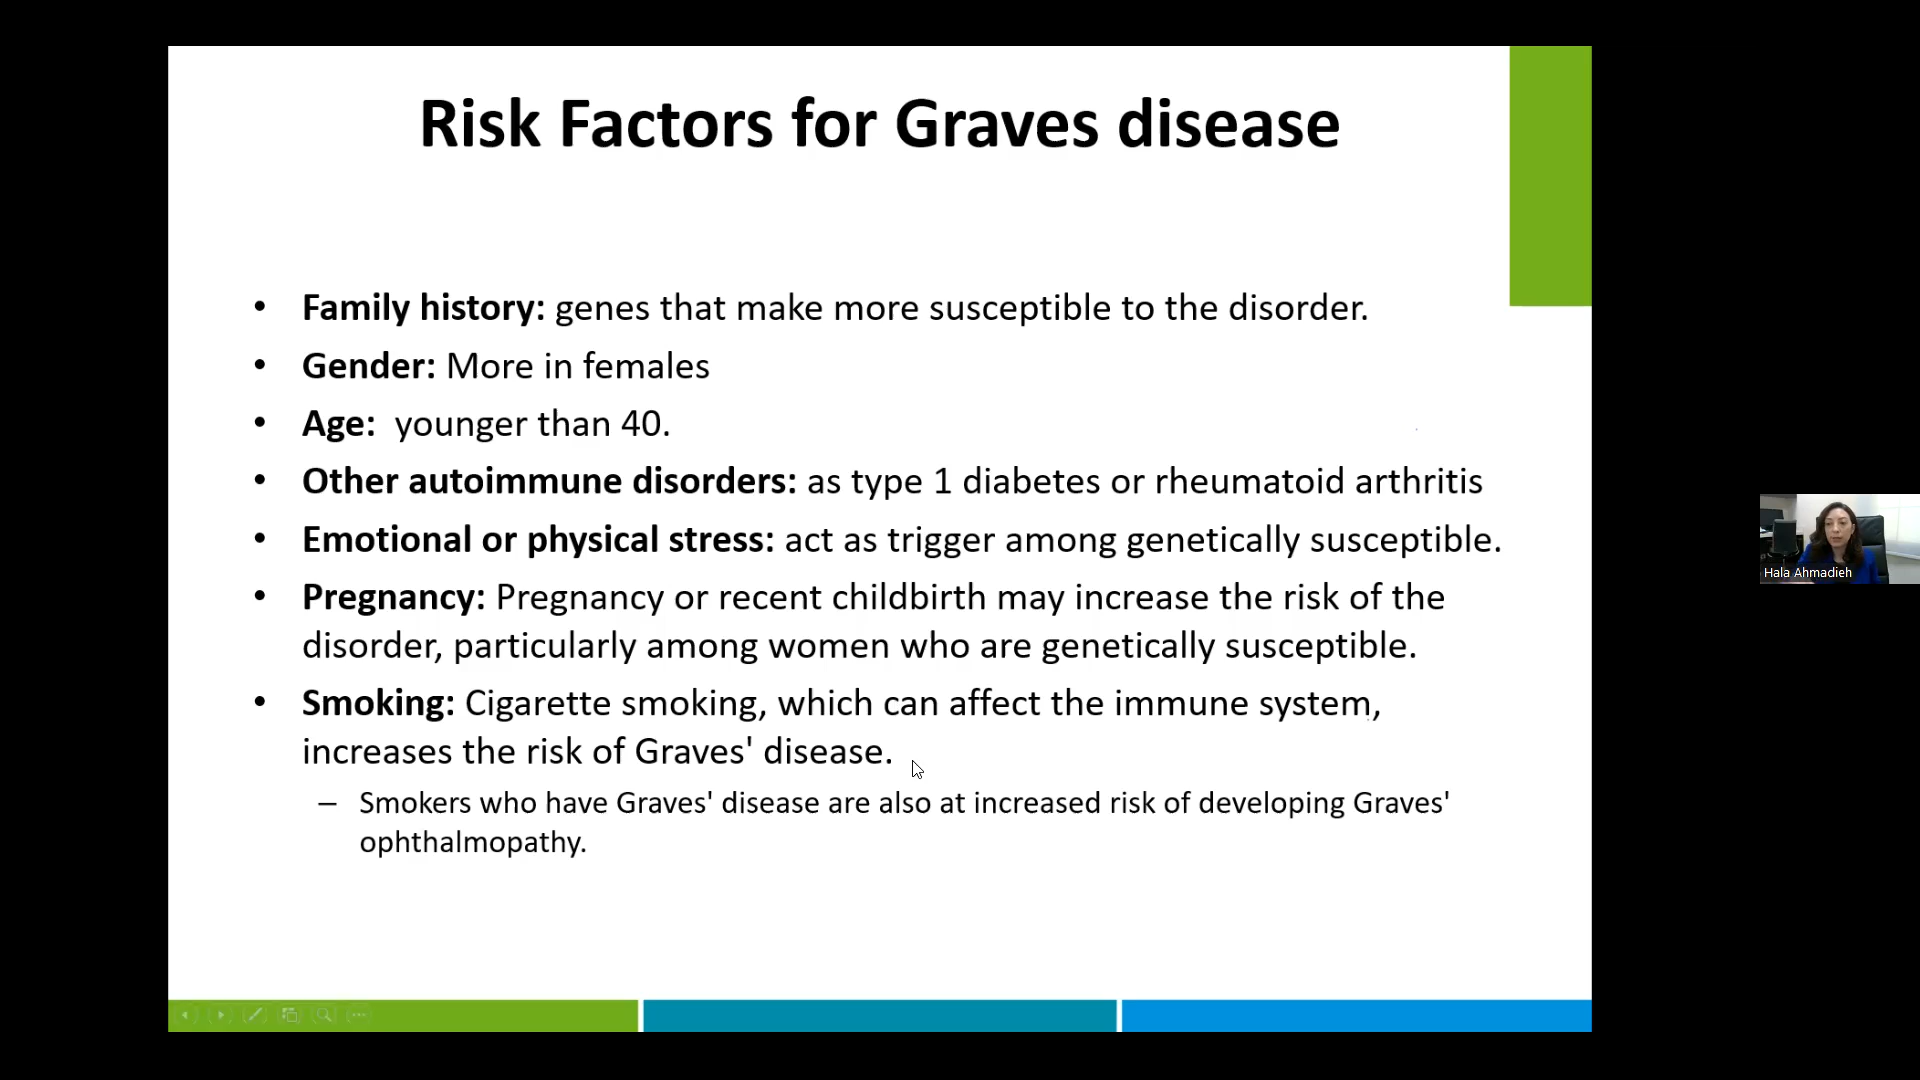 Risk Factors for Graves disease
• Family history: genes that make more susceptible to the disorder.
• Gender: More in females
• Age: younger than 40.
• Other autoimmune disorders: as type 1 diabetes or rheumatoid arthritis
• Emotional or physical stress: act as trigger among genetically susceptible.
• Pregnancy: Pregnancy or recent childbirth may increase the risk of the
disorder, particularly among women who are genetically susceptible.
• Smoking: Cigarette smoking, which can affect the immune system,
increases the risk of Graves' disease.
– Smokers who have Graves' disease are also at increased risk of developing Graves'
ophthalmopathy.
Hala Ahmadieh